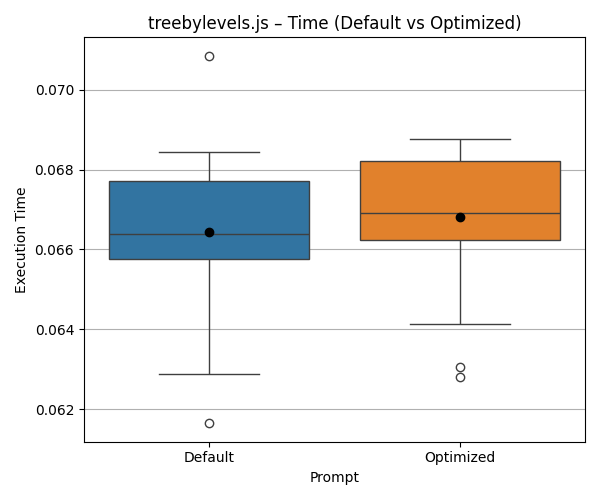 treebylevels.js – Time (Default vs Optimized)
Execution Time
0.070
0.068
0.066
0.064
0.062
Default
Optimized
Prompt